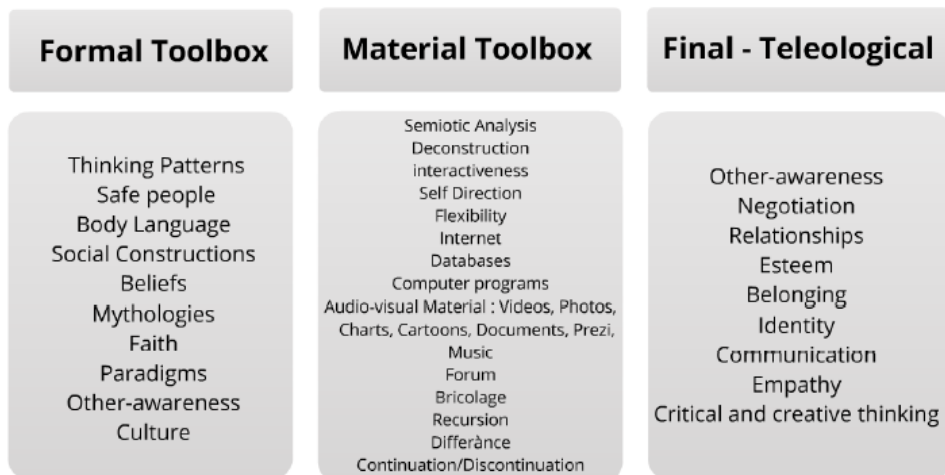 Formal Toolbox
Thinking Patterns
Safe people
Body Language
Social Constructions
Beliefs
Mythologies
Faith
Paradigms
Other-awareness
Culture
Material Toolbox
Semiotic Analysis
Deconstruction
interactiveness
Self Direction
Flexibility
Internet
Databases
Computer programs
Audio-visual Material : Videos, Photos,
Charts, Cartoons, Documents, Prezi,
Music
Forum
Bricolage
Recursion
Differànce
Continuation/Discontinuation
Final - Teleological
Other-awareness
Negotiation
Relationships
Esteem
Belonging
Identity
Communication
Empathy
Critical and creative thinking